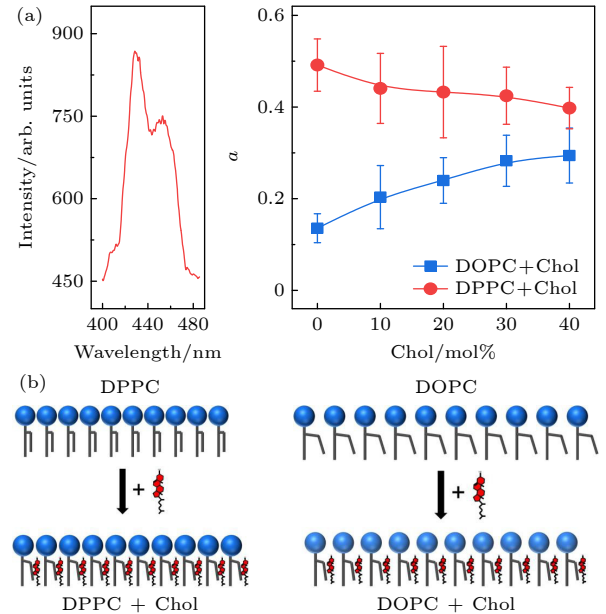 (a)
Intensity/arb. units
900
750
600
450
400
440
480
Wavelength/nm
a
0.6
0.4
0.2
0
DOPC+Chol
DPPC+Chol
0
10
20
30
40
Chol/mol%
(b)
DPPC
DOPC
+
+
DPPC + Chol
DOPC + Chol